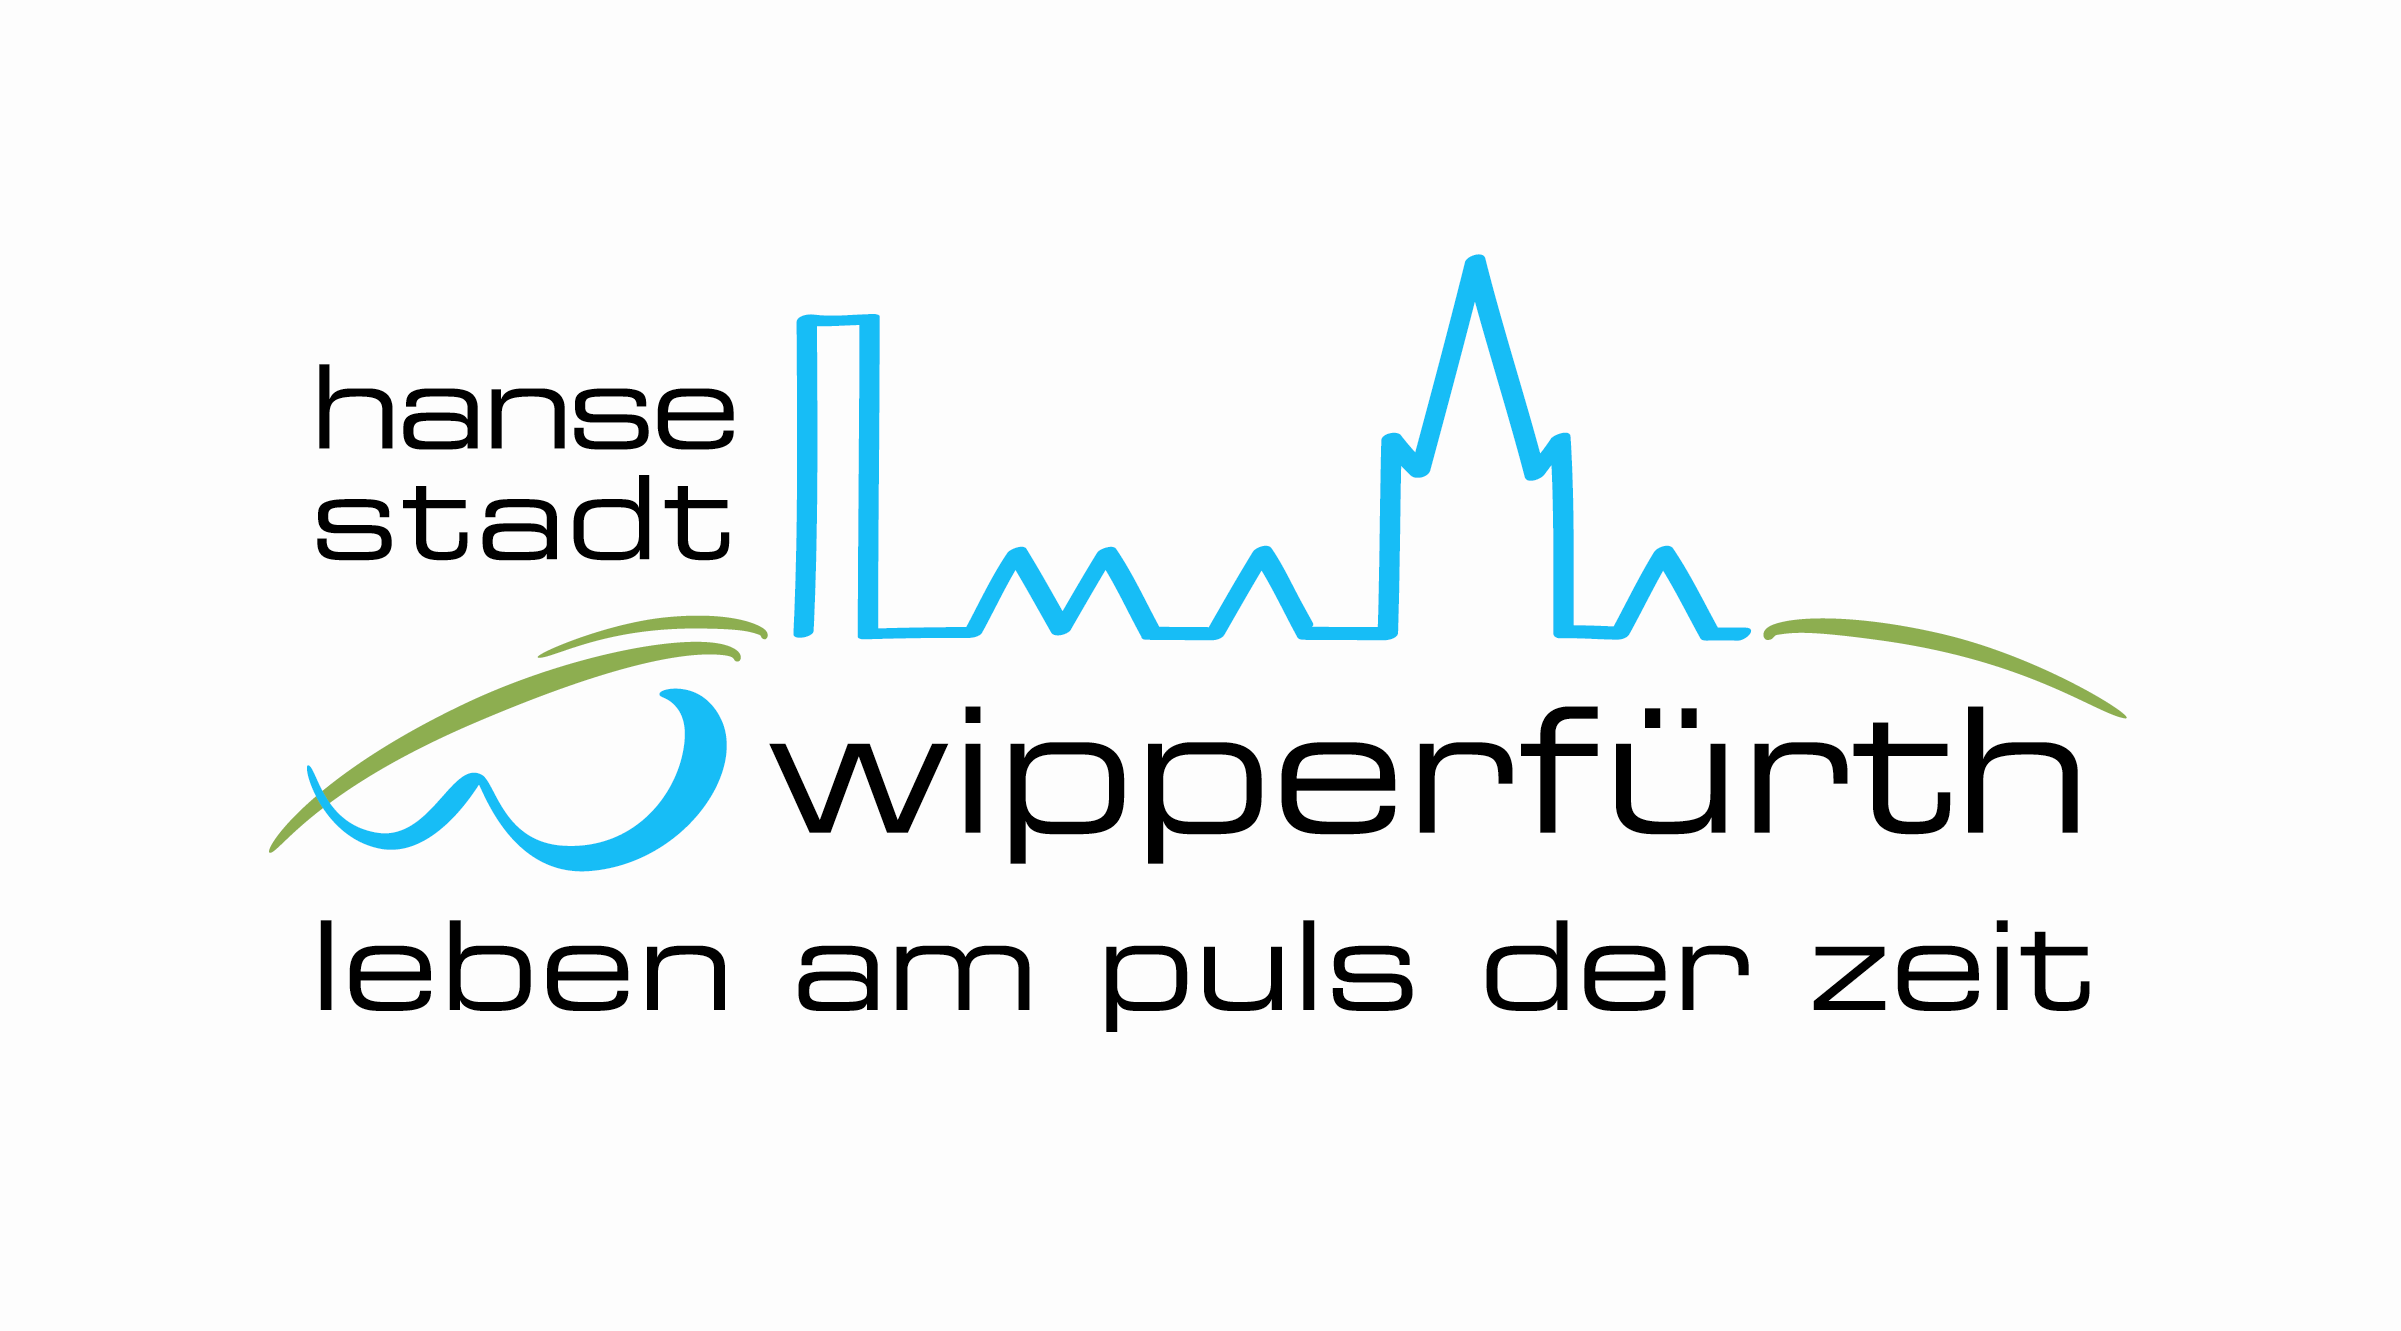 hanse
stadt
wipperfürth
leben am puls der zeit